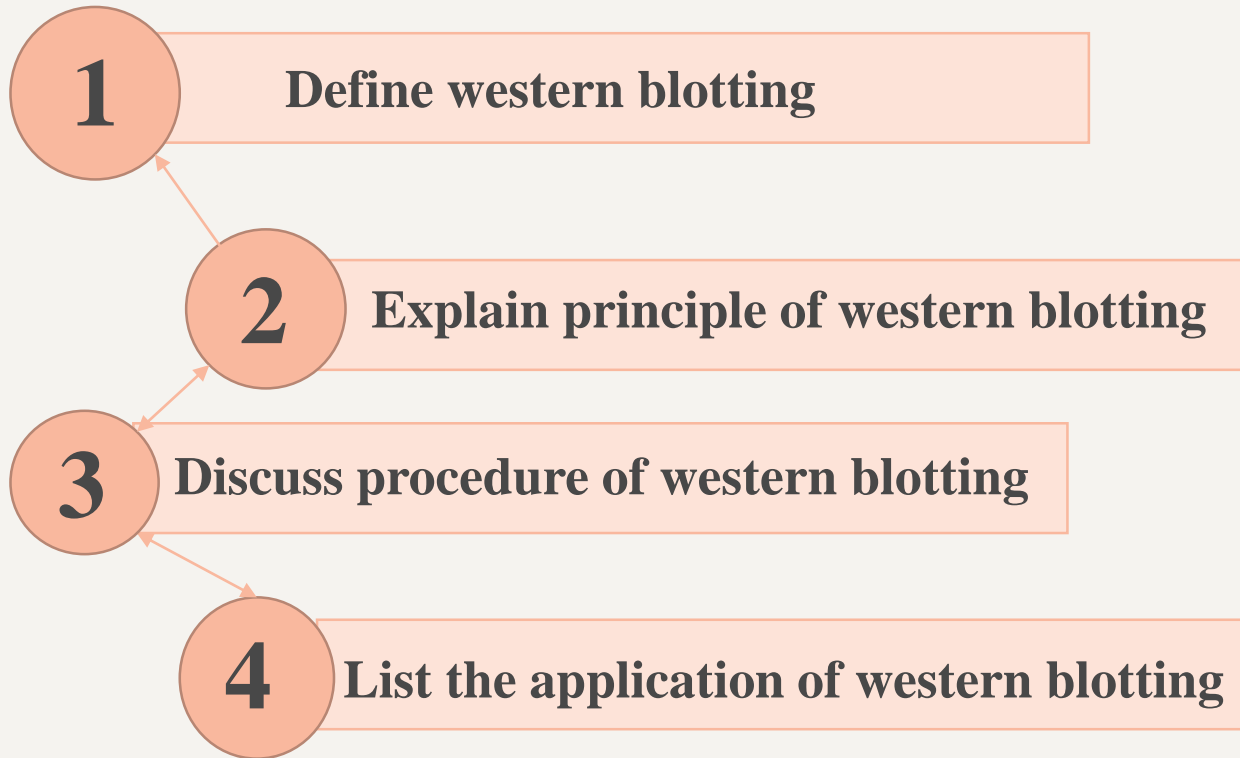 1 Define western blotting
2 Explain principle of western blotting
3 Discuss procedure of western blotting
4 List the application of western blotting